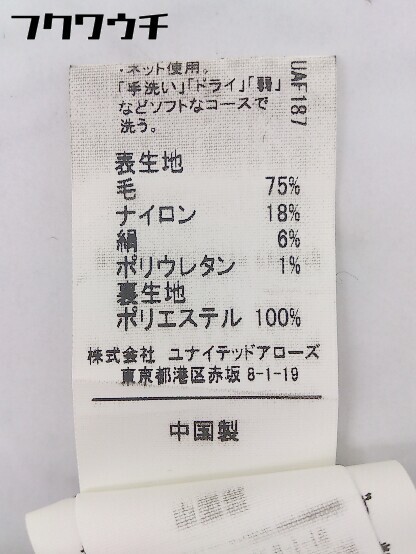 フクワウチ
・ネット使用。
「手洗い」「ドライ」「弱」
などソフトなコースで
洗う。
UAF187
表生地
毛 75%
ナイロン 18%
絹 6%
ポリウレタン 1%
裏生地
ポリエステル 100%
株式会社 ユナイテッドアローズ
東京都港区赤坂 8-1-19
中国製